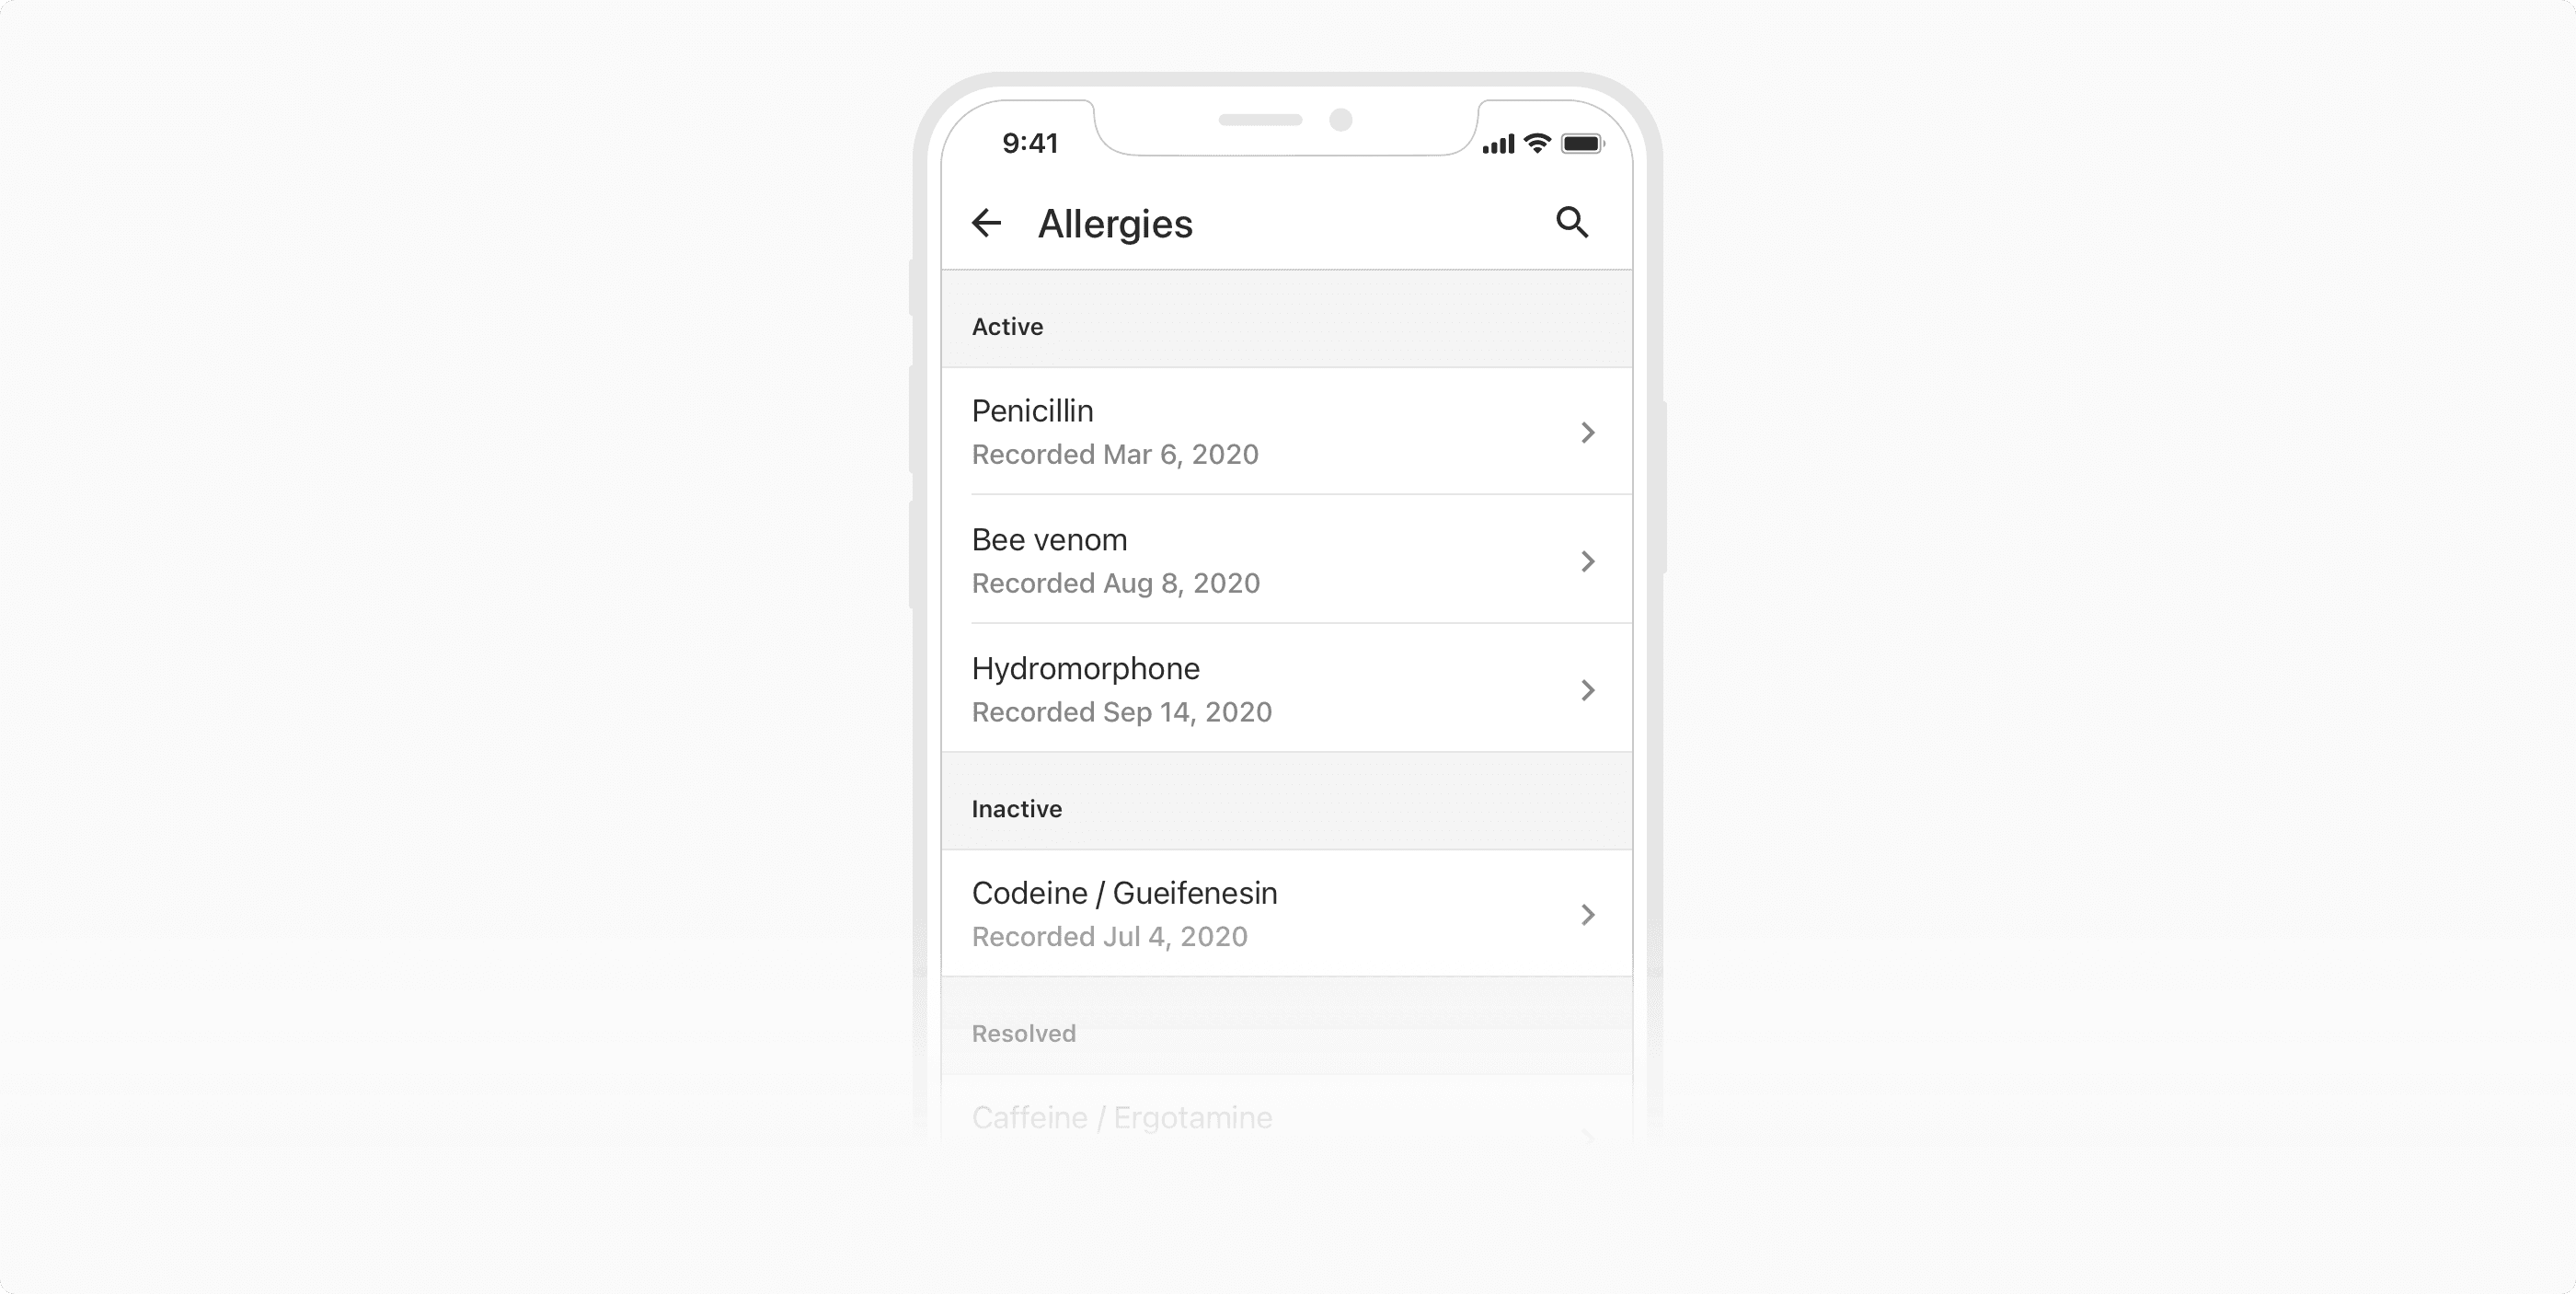 9:41
Allergies
Active
Penicillin
Recorded Mar 6, 2020
Bee venom
Recorded Aug 8, 2020
Hydromorphone
Recorded Sep 14, 2020
Inactive
Codeine / Gueifenesin
Recorded Jul 4, 2020
Resolved
Caffeine / Ergotamine